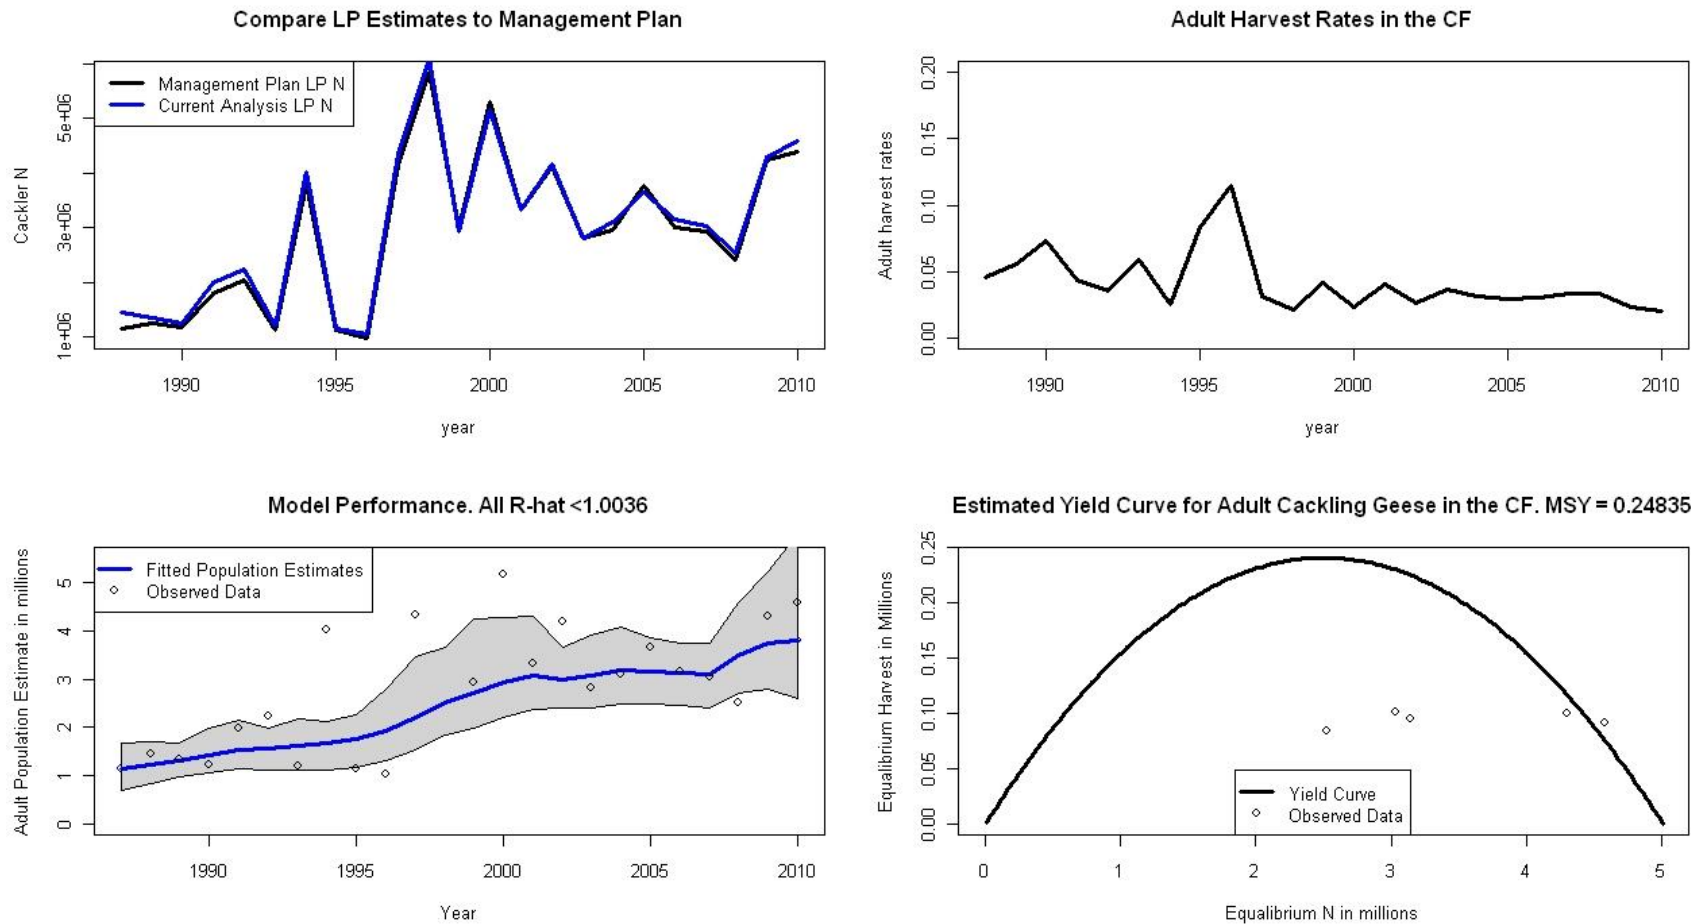 Compare LP Estimates to Management Plan
Management Plan LP N
Current Analysis LP N
Cackler N
1e+06
3e+06
5e+06
1990
1995
2000
2005
2010
year
Adult Harvest Rates in the CF
Adult harvest rates
0.00
0.05
0.10
0.15
0.20
1990
1995
2000
2005
2010
year
Model Performance. All R-hat <1.0036
Fitted Population Estimates
Observed Data
Adult Population Estimate in millions
0
1
2
3
4
5
1990
1995
2000
2005
2010
Year
Estimated Yield Curve for Adult Cackling Geese in the CF. MSY = 0.24835
Equalibrium Harvest in Millions
0.00
0.05
0.10
0.15
0.20
0.25
Yield Curve
Observed Data
0
1
2
3
4
5
Equalibrium N in millions